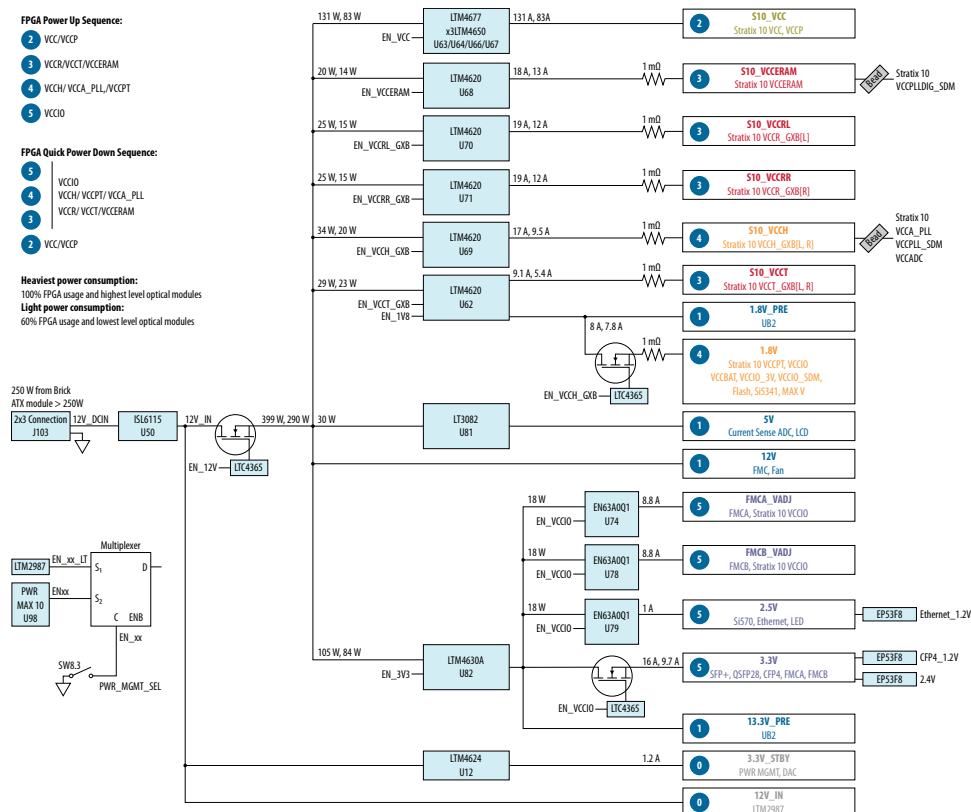 FPGA Power Up Sequence:
2 VCC/VCCP
3 VCCR/VCCT/VCCERAM
4 VCCH/ VCCA_PLL,/VCCPT
5 VCCIO
FPGA Quick Power Down Sequence:
5
VCCIO
4 VCCH/ VCCPT/ VCCA_PLL
3 VCCR/ VCCT/VCCERAM
2 VCC/VCCP
Heaviest power consumption:
100% FPGA usage and highest level optical modules
Light power consumption:
60% FPGA usage and lowest level optical modules
131 W, 83 W
EN_VCC
LTM4677
x3LTM4650
U63/U64/U66/U67
131 A, 83A
2
S10_VCC
Stratix 10 VCC, VCCP
20 W, 14 W
EN_VCCERAM
LTM4620
U68
18 A, 13 A
1 mΩ
3
S10_VCCERAM
Stratix 10 VCCERAM
Bead
Stratix 10
VCCPLLDIG_SDM
25 W, 15 W
EN_VCCRL_GXB
LTM4620
U70
19 A, 12 A
1 mΩ
3
S10_VCCRL
Stratix 10 VCCR_GXB[L]
25 W, 15 W
EN_VCCRR_GXB
LTM4620
U71
19 A, 12 A
1 mΩ
3
S10_VCCRR
Stratix 10 VCCR_GXB[R]
34 W, 20 W
EN_VCCH_GXB
LTM4620
U69
17 A, 9.5 A
1 mΩ
4
S10_VCCH
Stratix 10 VCCH_GXB[L, R]
Bead
Stratix 10
VCCA_PLL
VCCPLL_SDM
VCCADC
29 W, 23 W
EN_VCCT_GXB
EN_1V8
LTM4620
U62
9.1 A, 5.4 A
1 mΩ
3
S10_VCCT
Stratix 10 VCCT_GXB[L, R]
1
1.8V_PRE
UB2
8 A, 7.8 A
1 mΩ
EN_VCCH_GXB
LTC4365
4
1.8V
Stratix 10 VCCPT, VCCIO
VCCBAT, VCCIO_3V, VCCIO_SDM,
Flash, SiS341, MAX V
250 W from Brick
ATX module > 250W
2x3 Connection
J103
12V_DCIN
ISL6115
U50
12V_IN
EN_12V
LTC4365
399 W, 290 W
30 W
LT3082
U81
1
5V
Current Sense ADC, LCD
1
12V
FMC, Fan
18 W
EN_VCCIO
EN63A0Q1
U74
8.8 A
5
FMCA_VADJ
FMCA, Stratix 10 VCCIO
18 W
EN_VCCIO
EN63A0Q1
U78
8.8 A
5
FMCB_VADJ
FMCB, Stratix 10 VCCIO
18 W
EN_VCCIO
EN63A0Q1
U79
1 A
5
2.5V
Si570, Ethernet, LED
EP53F8
Ethernet_1.2V
105 W, 84 W
EN_3V3
LTM4630A
U82
EN_VCCIO
LTC4365
16 A, 9.7 A
5
3.3V
SFP+, QSFP28, CFP4, FMCA, FMCB
EP53F8
CFP4_1.2V
EP53F8
2.4V
1
13.3V_PRE
UB2
LTM4624
U12
1.2 A
0
3.3V_STBY
PWR MGMT, DAC
0
12V_IN
LTM2987
Multiplexer
LTM2987
EN_xx_LT
S1
D
PWR
MAX 10
U98
ENxx
S2
C ENB
EN_xx
SW8.3
PWR_MGMT_SEL